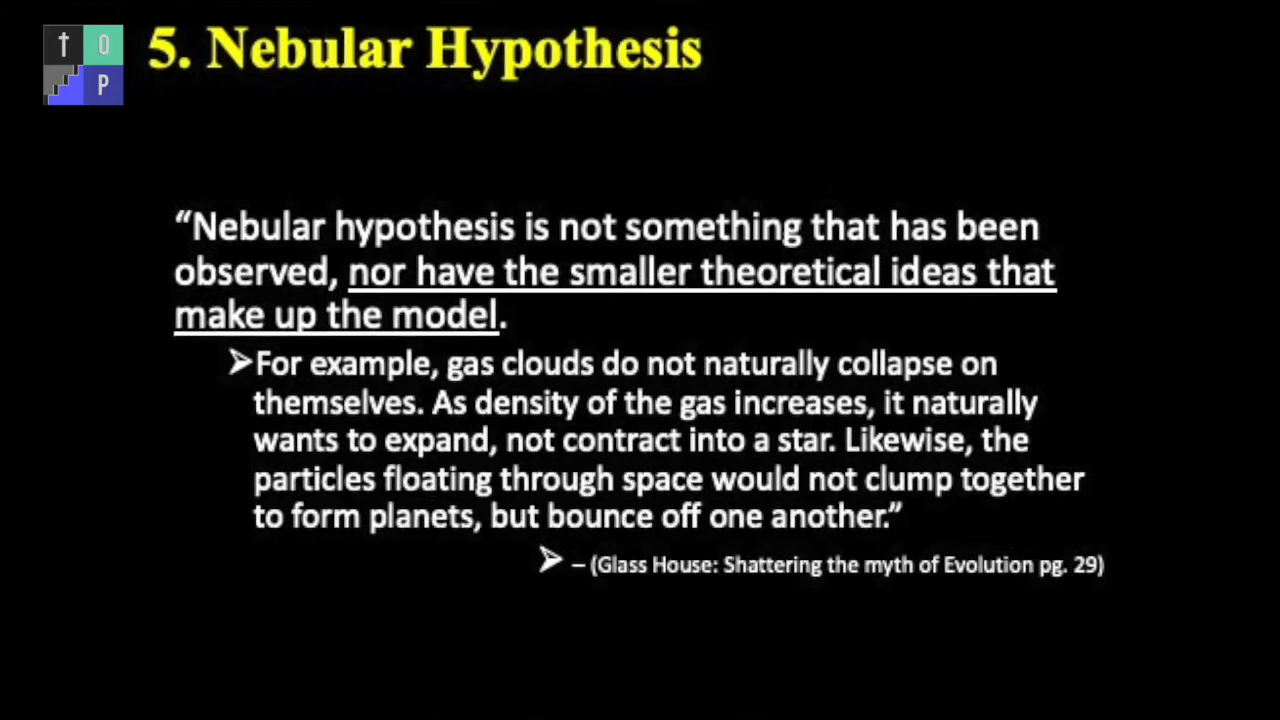 † O
P
5. Nebular Hypothesis
“Nebular hypothesis is not something that has been
observed, nor have the smaller theoretical ideas that
make up the model.
➢For example, gas clouds do not naturally collapse on
themselves. As density of the gas increases, it naturally
wants to expand, not contract into a star. Likewise, the
particles floating through space would not clump together
to form planets, but bounce off one another.”
➢ – (Glass House: Shattering the myth of Evolution pg. 29)